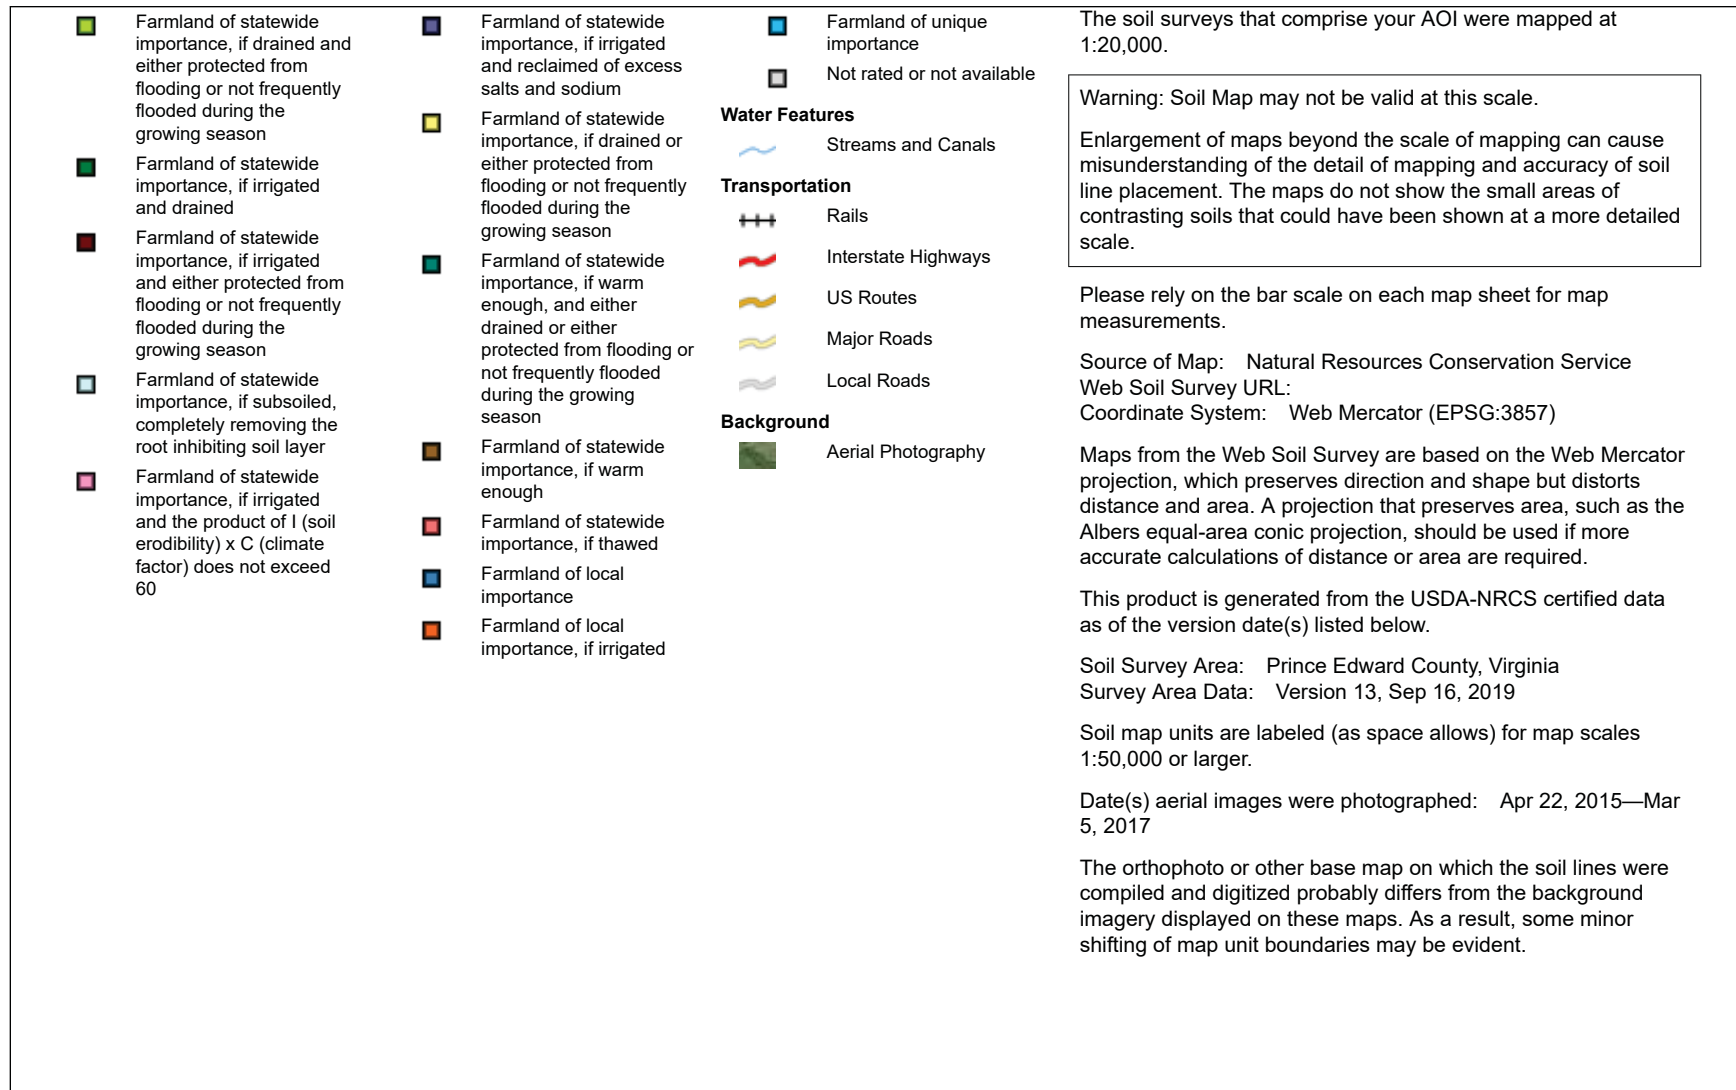 Farmland of statewide
importance, if drained and
either protected from
flooding or not frequently
flooded during the
growing season
Farmland of statewide
importance, if irrigated
and drained
Farmland of statewide
importance, if irrigated
and either protected from
flooding or not frequently
flooded during the
growing season
Farmland of statewide
importance, if subsoiled,
completely removing the
root inhibiting soil layer
Farmland of statewide
importance, if irrigated
and the product of I (soil
erodibility) x C (climate
factor) does not exceed
60
Farmland of statewide
importance, if irrigated
and reclaimed of excess
salts and sodium
Farmland of statewide
importance, if drained or
either protected from
flooding or not frequently
flooded during the
growing season
Farmland of statewide
importance, if warm
enough, and either
drained or either
protected from flooding or
not frequently flooded
during the growing
season
Farmland of statewide
importance, if warm
enough
Farmland of statewide
importance, if thawed
Farmland of local
importance
Farmland of local
importance, if irrigated
Farmland of unique
importance
Not rated or not available
Water Features
Streams and Canals
Transportation
Rails
Interstate Highways
US Routes
Major Roads
Local Roads
Background
Aerial Photography
The soil surveys that comprise your AOI were mapped at
1:20,000.
Warning: Soil Map may not be valid at this scale.
Enlargement of maps beyond the scale of mapping can cause
misunderstanding of the detail of mapping and accuracy of soil
line placement. The maps do not show the small areas of
contrasting soils that could have been shown at a more detailed
scale.
Please rely on the bar scale on each map sheet for map
measurements.
Source of Map: Natural Resources Conservation Service
Web Soil Survey URL:
Coordinate System: Web Mercator (EPSG:3857)
Maps from the Web Soil Survey are based on the Web Mercator
projection, which preserves direction and shape but distorts
distance and area. A projection that preserves area, such as the
Albers equal-area conic projection, should be used if more
accurate calculations of distance or area are required.
This product is generated from the USDA-NRCS certified data
as of the version date(s) listed below.
Soil Survey Area: Prince Edward County, Virginia
Survey Area Data: Version 13, Sep 16, 2019
Soil map units are labeled (as space allows) for map scales
1:50,000 or larger.
Date(s) aerial images were photographed: Apr 22, 2015—Mar
5, 2017
The orthophoto or other base map on which the soil lines were
compiled and digitized probably differs from the background
imagery displayed on these maps. As a result, some minor
shifting of map unit boundaries may be evident.